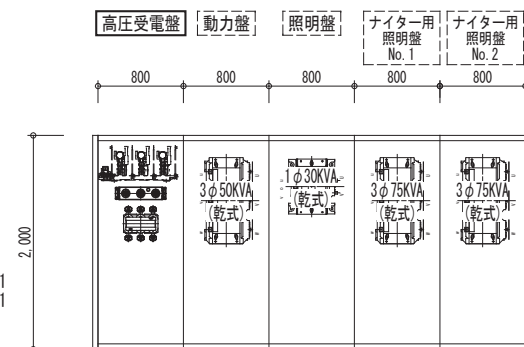 高圧受電盤
動力盤
照明盤
ナイター用
照明盤
No.1
ナイター用
照明盤
No.2
800
800
800
800
800
2,000
3φ50KVA
(乾式)
1φ30KVA
(乾式)
3φ75KVA
(乾式)
3φ75KVA
(乾式)
1
1